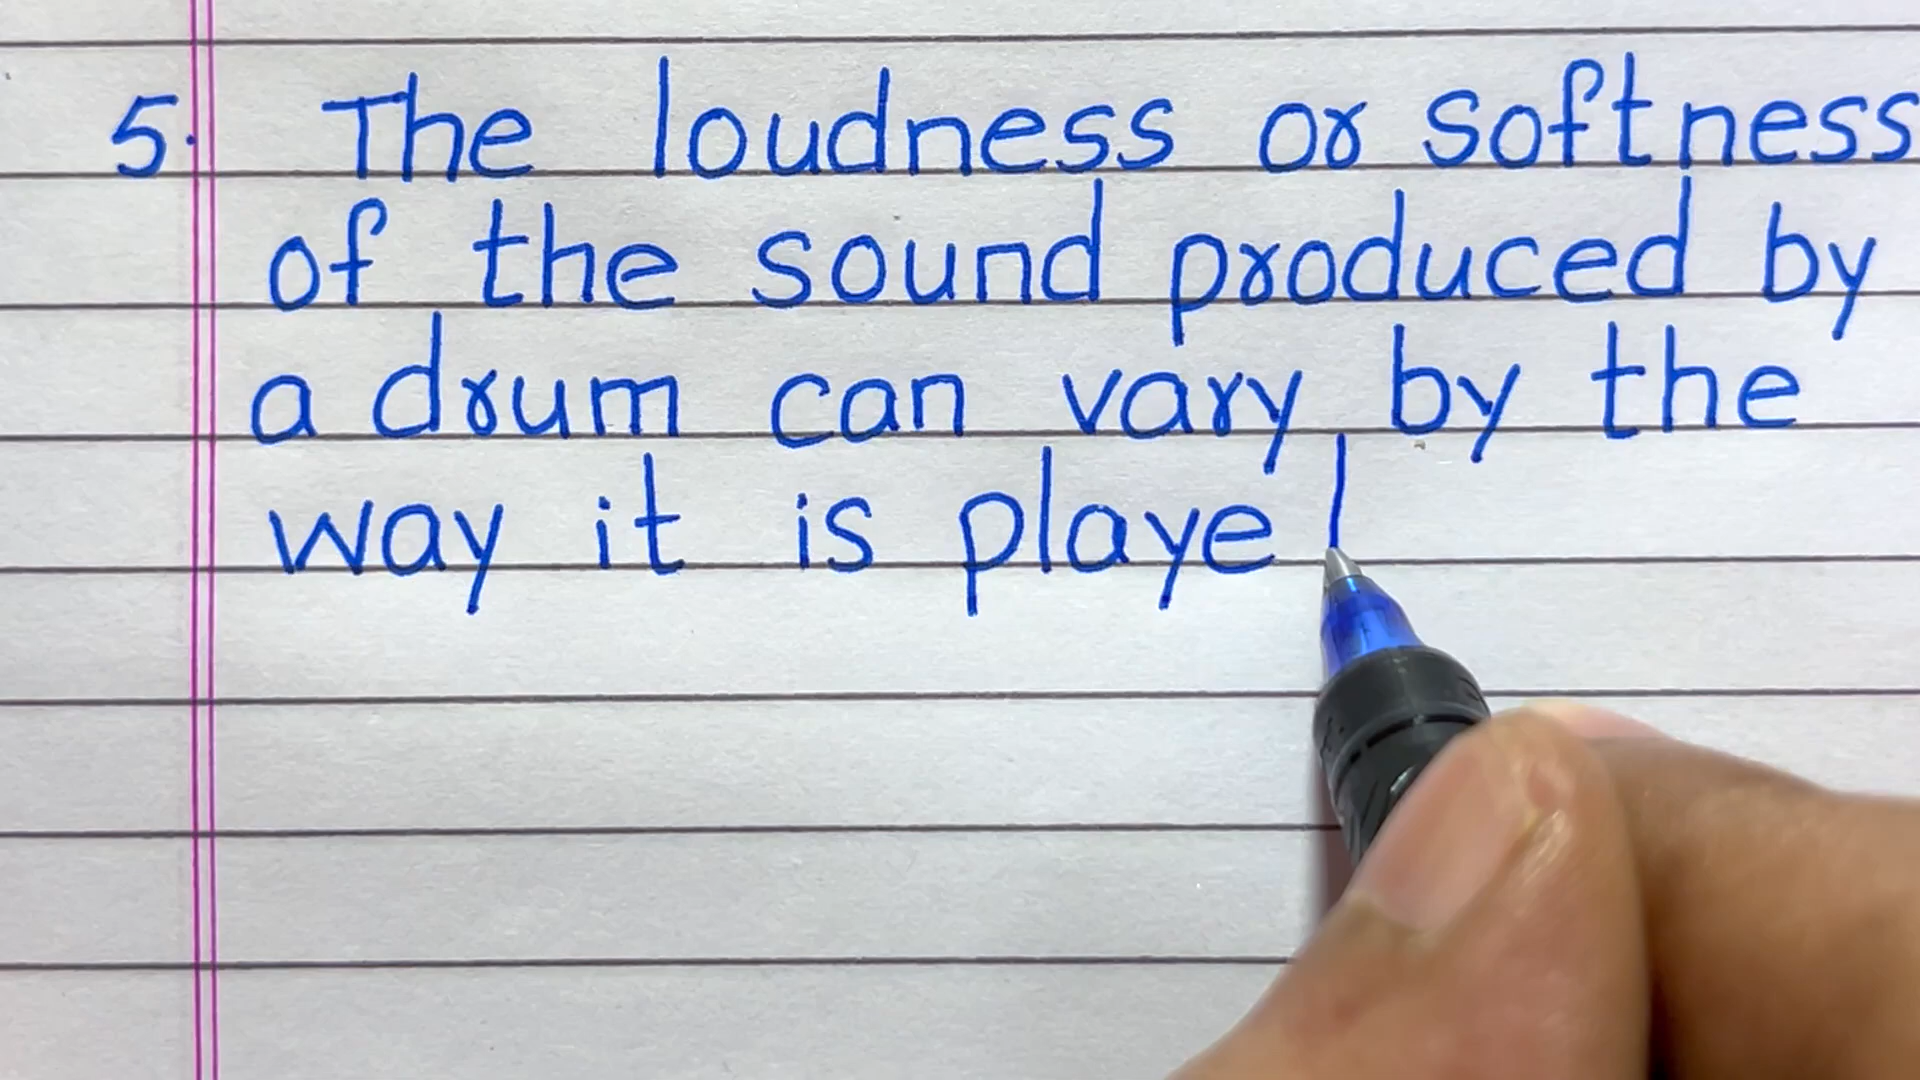 5. The loudness or softness
of the sound produced by
a drum can vary by the
way it is playe l